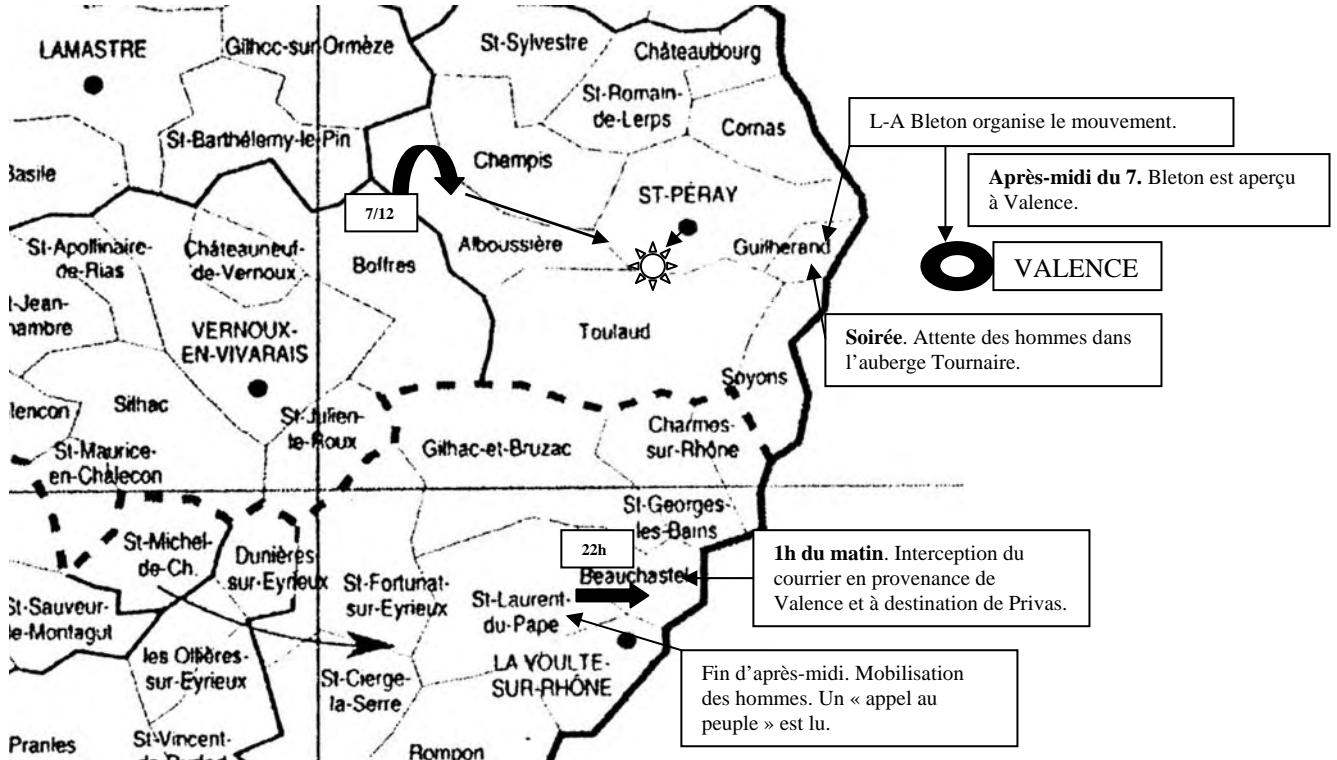 LAMASTRE
Gilhoc-sur-Ormèze
St-Sylvestre
Châteaubourg
St-Romain-
de-Lerps
Cornas
St-Barthélemy-le-Pin
Champis
Basile
7/12
ST-PÉRAY
St-Apollinaire-
de-Rias
Châteauneuf-
de-Vernoux
Boffres
Alboussière
Guilherand
L-A Bleton organise le mouvement.
Après-midi du 7. Bleton est aperçu
à Valence.
VALENCE
t-Jean-
hambre
VERNOUX-
EN-VIVARAIS
Toulaud
Soirée. Attente des hommes dans
l’auberge Tournaire.
Soyons
lencon
Silhac
St-Julien-
le-Roux
Gilhac-et-Bruzac
Charmes-
sur-Rhône
St-Maurice-
en-Chalecon
St-Georges-
les-Bains
St-Michel-
de-Ch.
Dunières-
sur-Eyrieux
St-Fortunat-
sur-Eyrieux
22h
Beauchastel
1h du matin. Interception du
courrier en provenance de
Valence et à destination de Privas.
St-Sauveur-
de-Montagut
St-Laurent-
du-Pape
les Ollières-
sur-Eyrieux
St-Cierge-
la-Serre
LA VOULTE-
SUR-RHÔNE
Fin d’après-midi. Mobilisation
des hommes. Un « appel au
peuple » est lu.
Pranles
St-Vincent-
Rompon